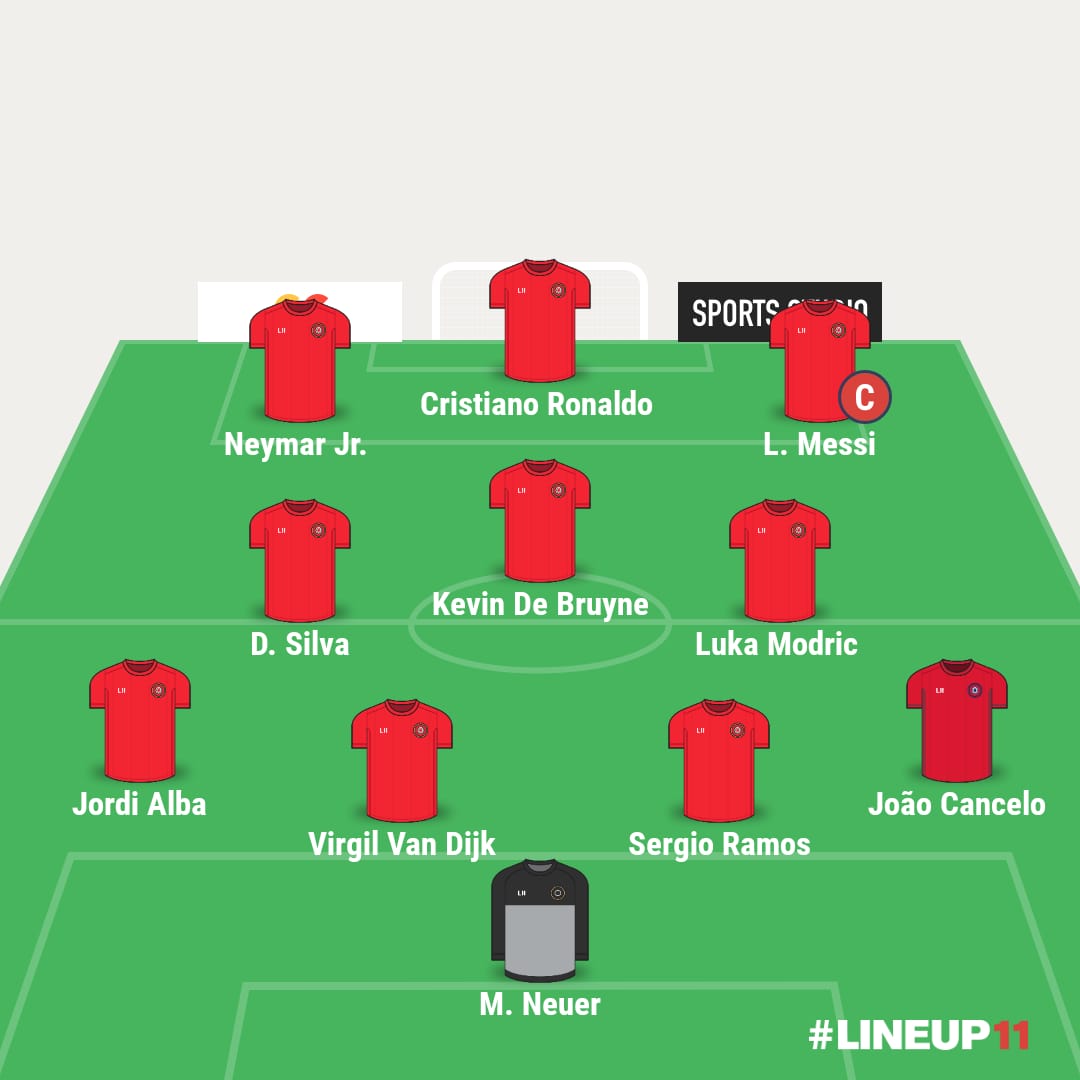 Cristiano Ronaldo
SPORTS
Neymar Jr.
L. Messi
C
Kevin De Bruyne
D. Silva
Luka Modric
Jordi Alba
João Cancelo
Virgil Van Dijk
Sergio Ramos
M. Neuer
#LINEUP11